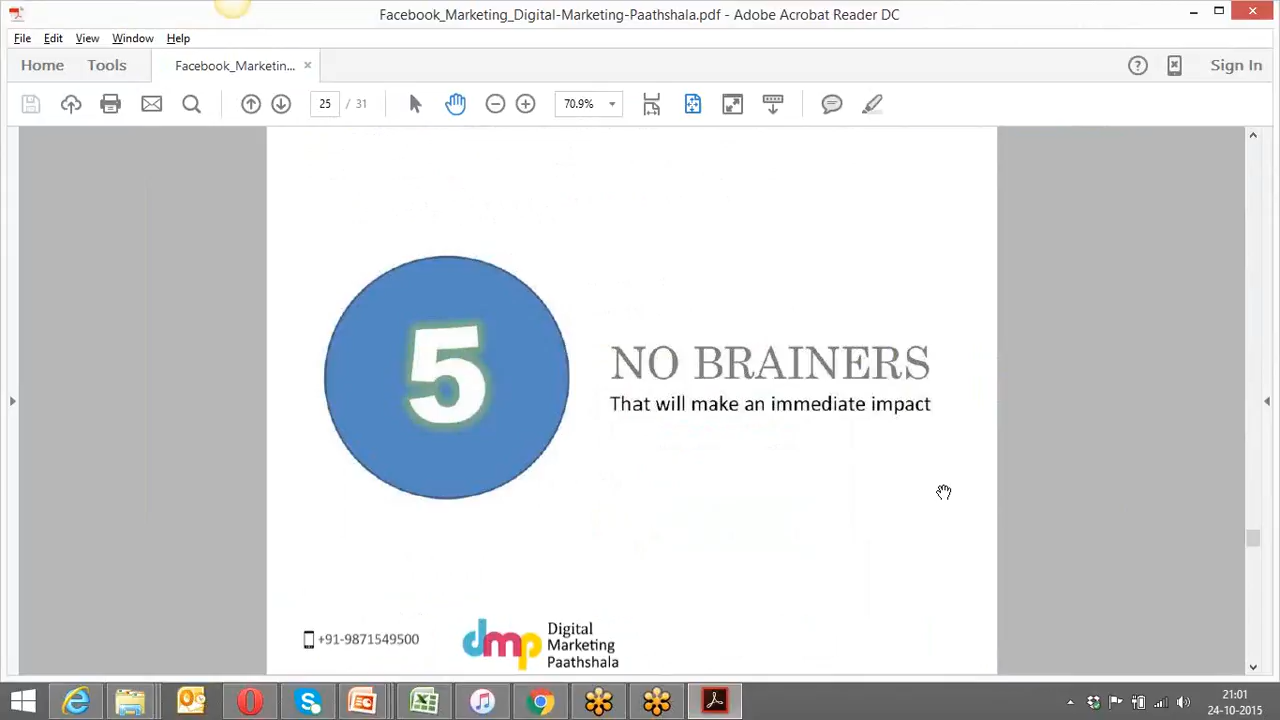 Facebook_Marketing_Digital-Marketing-Paathshala.pdf - Adobe Acrobat Reader DC
File Edit View Window Help
Home Tools Facebook_Marketin... × Sign In
25 / 31 70.9%
5
NO BRAINERS
That will make an immediate impact
+91-9871549500
dmp
Digital
Marketing
Paathshala
21:01
24-10-2015